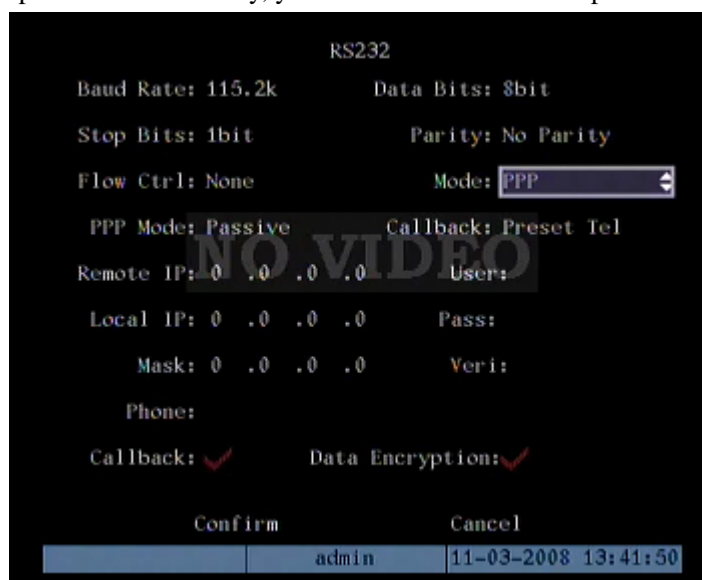 RS232
Baud Rate: 115.2k Data Bits: 8bit
Stop Bits: 1bit Parity: No Parity
Flow Ctrl: None Mode: PPP
PPP Mode: Passive Callback: Preset Tel
NO VIDEO
Remote IP: 0 .0 .0 .0 User:
Local IP: 0 .0 .0 .0 Pass:
Mask: 0 .0 .0 .0 Veri:
Phone:
Callback: Data Encryption:
Confirm Cancel
admin 11-03-2008 13:41:50